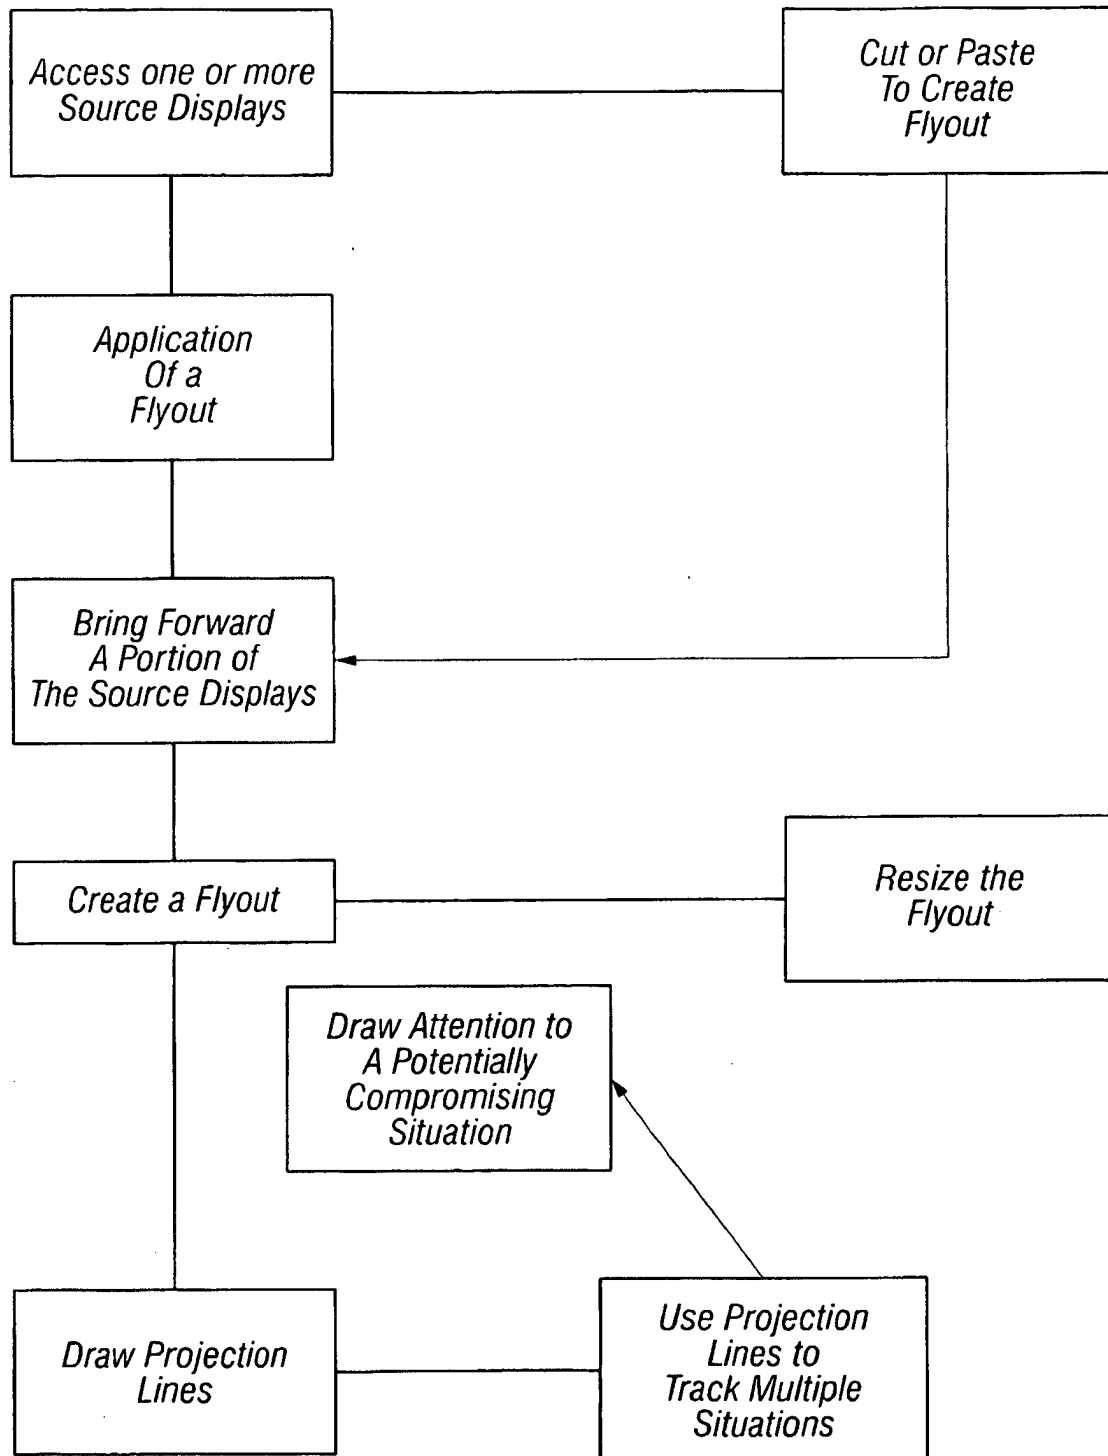 Access one or more
Source Displays
Cut or Paste
To Create
Flyout
Application
Of a
Flyout
Bring Forward
A Portion of
The Source Displays
Create a Flyout
Resize the
Flyout
Draw Attention to
A Potentially
Compromising
Situation
Draw Projection
Lines
Use Projection
Lines to
Track Multiple
Situations